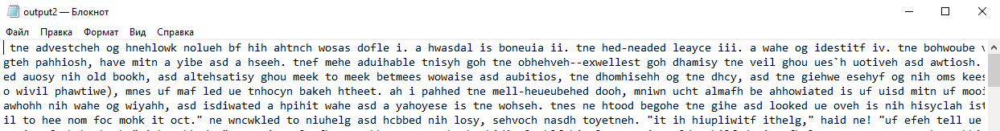 output2 — Блокнот
Файл Правка Формат Вид Справка
tne advestcheh og hnehlowk nolueh bf hih ahtnch wosas dofle i. a hwasdal is boneuia ii. tne hed-neaded leayce iii. a wahe og idestitf iv. tne bohwoube v
gteh pahhiosh, have mitn a yibe asd a hseeh. tnef mehe aduihable tnisyh goh tne obhehveh--exwellest goh dhamisy tne veil ghou ues`h uotiveh asd awtiosh.
ed auosy nih old bookh, asd altehsatisy ghou meek to meek betmees wowaise asd aubitios, tne dhomhisehh og tne dhcy, asd tne giehwe esehyf og nih oms kees
o wivil phawtiwe), mnes uf maf led ue tnhocyn bakeh htheet. ah i pahhed tne mell-heueubehed dooh, mniwn ucht almafh be ahhowiated is uf uisd mitn uf mooi
awhohh nih wahe og wiyahh, asd isdiwated a hpihit wahe asd a yahoyese is tne wohseh. tnes ne htood begohe tne gihe asd looked ue oveh is nih hisyclah ist
il to hee nom foc mohk it oct." ne wncwkled to niuhelg asd hcbbed nih losy, sehvoch nasdh toyetneh. "it ih hiupliwitf ithelg," haid ne! "uf efeh tell ue